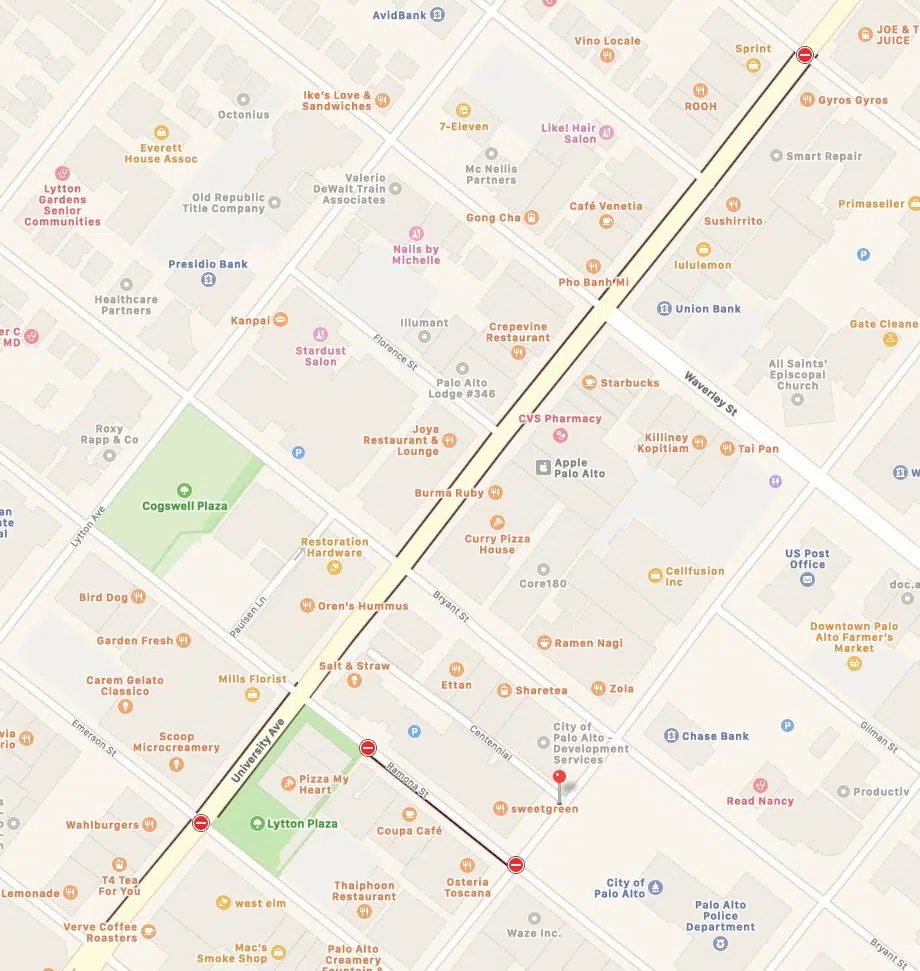 AvidBank
JOE & T
JUICE
Vino Locale
Sprint
Ike's Love &
Sandwiches
ROOH
Gyros Gyros
Octonius
7-Eleven
Like! Hair
Salon
Everett
House Assoc
Smart Repair
Mc Nellis
Partners
Valerio
DeWalt Train
Associates
Lytton
Gardens
Senior
Communities
Old Republic
Title Company
Gong Cha
Café Venetia
Sushirrito
Primaseller
Nails by
Michelle
Presidio Bank
lululemon
P
Pho Banh Mi
Healthcare
Partners
Union Bank
Kanpai
Illumant
Crepevine
Restaurant
Gate Cleane
er C
MD
Stardust
Salon
Florence St
Palo Alto
Lodge #346
Starbucks
Waverley St
All Saints'
Episcopal
Church
CVS Pharmacy
Roxy
Rapp & Co
Joya
Restaurant &
Lounge
Killiney
Kopitiam
Tai Pan
P
Apple
Palo Alto
W
Burma Ruby
Cogswell Plaza
an
te
al
Lytton Ave
Curry Pizza
House
Restoration
Hardware
US Post
Office
Core180
Cellfusion
Inc
doc.a
Bird Dog
Paulsen Ln
Oren's Hummus
Bryant St
Garden Fresh
Ramen Nagi
Downtown Palo
Alto Farmer's
Market
Salt & Straw
Carem Gelato
Classico
Mills Florist
Ettan
Sharetea
Zola
Emerson St
University Ave
P
Centennial
City of
Palo Alto -
Development
Services
Chase Bank
P
Gilman St
via
rio
Scoop
Microcreamery
Pizza My
Heart
Ramona St
Read Nancy
Productiv
sweetgreen
Wahlburgers
Lytton Plaza
Coupa Café
T4 Tea
For You
Lemonade
Osteria
Toscana
City of
Palo Alto
Thaiphoon
Restaurant
west elm
Palo Alto
Police
Department
Verve Coffee
Roasters
Waze Inc.
Mac's
Smoke Shop
Palo Alto
Creamery
Fountain &
Bryant St